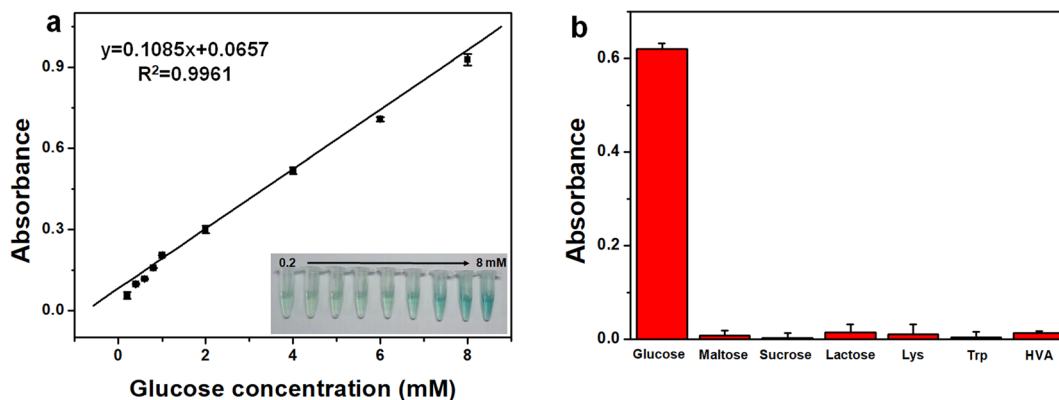 a
y=0.1085x+0.0657
R²=0.9961
Absorbance
0.9
0.6
0.3
0.0
0.2
8 mM
0 2 4 6 8
Glucose concentration (mM)
b
Absorbance
0.6
0.4
0.2
0.0
Glucose Maltose Sucrose Lactose Lys Trp HVA